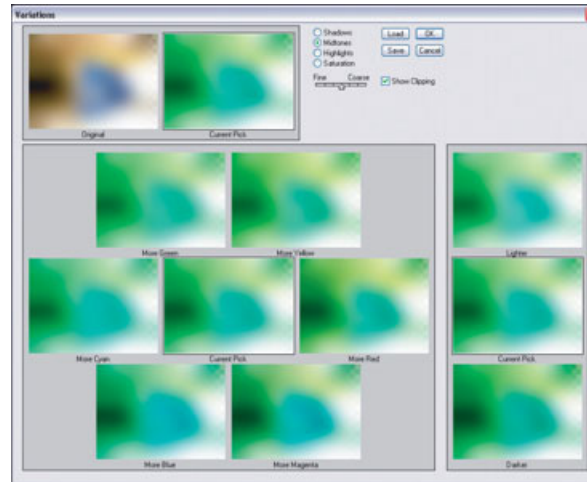 Variations
Shadows
Midtones
Highlights
Saturation
Load
OK
Save
Cancel
Fine
Coarse
Show Clipping
Original
Current Pick
More Green
More Yellow
Lighter
More Cyan
Current Pick
More Red
Current Pick
More Blue
More Magenta
Darker